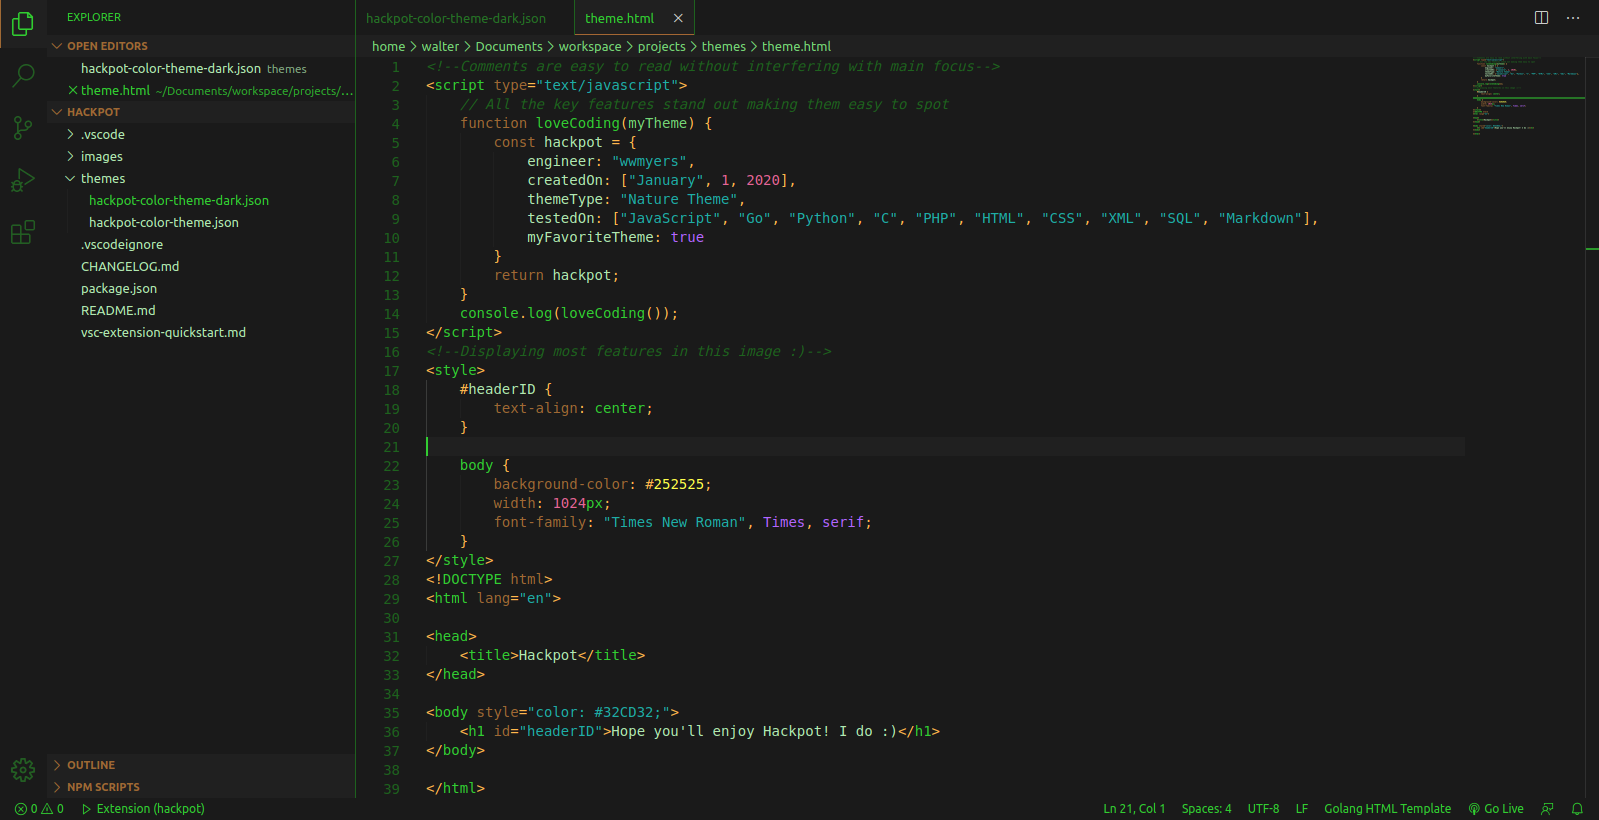 EXPLORER
OPEN EDITORS
hackpot-color-theme-dark.json themes
theme.html ~/Documents/workspace/projects/...
HACKPOT
.vscode
images
themes
hackpot-color-theme-dark.json
hackpot-color-theme.json
.vscodeignore
CHANGELOG.md
package.json
README.md
vsc-extension-quickstart.md
OUTLINE
NPM SCRIPTS
hackpot-color-theme-dark.json theme.html
home > walter > Documents > workspace > projects > themes > theme.html
1 <!--Comments are easy to read without interfering with main focus-->
2 <script type="text/javascript">
3     // All the key features stand out making them easy to spot
4     function loveCoding(myTheme) {
5         const hackpot = {
6             engineer: "wwmyers",
7             createdOn: ["January", 1, 2020],
8             themeType: "Nature Theme",
9             testedOn: ["JavaScript", "Go", "Python", "C", "PHP", "HTML", "CSS", "XML", "SQL", "Markdown"],
10             myFavoriteTheme: true
11         }
12         return hackpot;
13     }
14     console.log(loveCoding());
15 </script>
16 <!--Displaying most features in this image :)-->
17 <style>
18     #headerID {
19         text-align: center;
20     }
21
22     body {
23         background-color: #252525;
24         width: 1024px;
25         font-family: "Times New Roman", Times, serif;
26     }
27 </style>
28 <!DOCTYPE html>
29 <html lang="en">
30
31 <head>
32     <title>Hackpot</title>
33 </head>
34
35 <body style="color: #32CD32;">
36     <h1 id="headerID">Hope you'll enjoy Hackpot! I do :)</h1>
37 </body>
38
39 </html>
0 0 Extension (hackpot) Ln 21, Col 1 Spaces: 4 UTF-8 LF Golang HTML Template Go Live